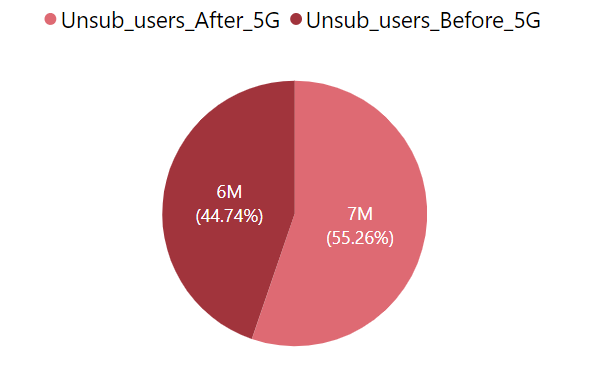 Unsub_users_After_5G Unsub_users_Before_5G
6M
(44.74%)
7M
(55.26%)